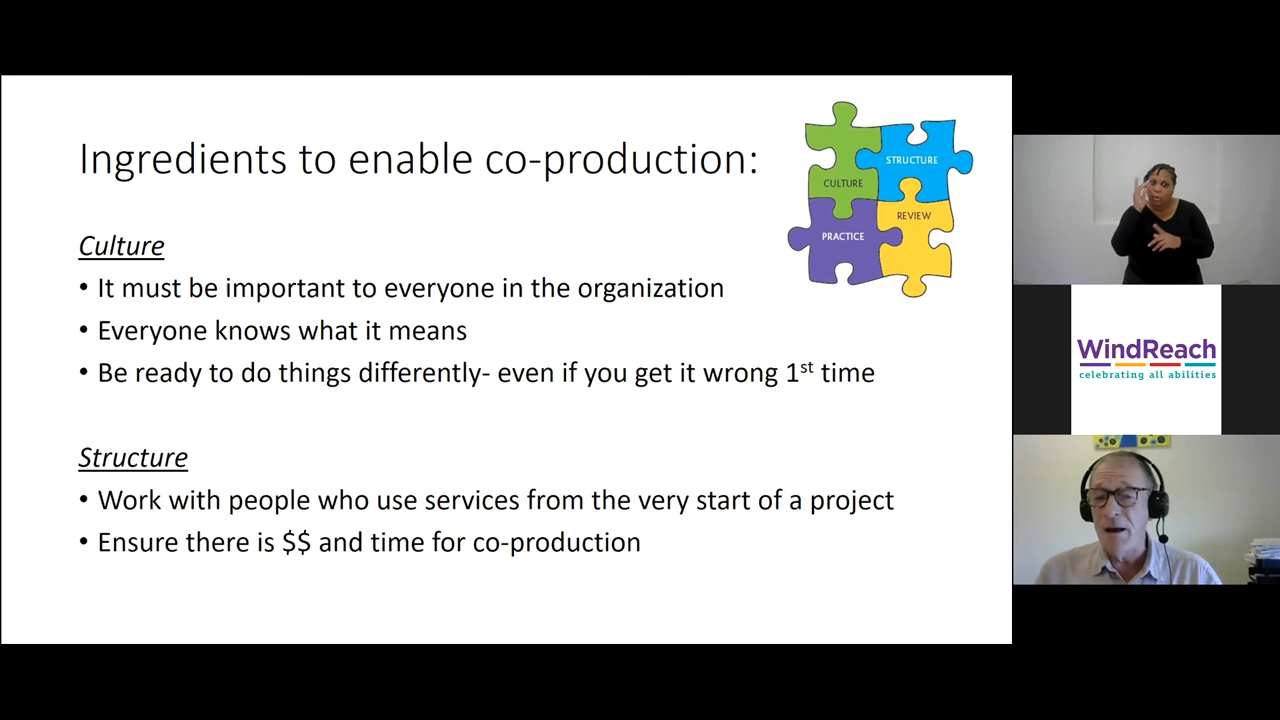 Ingredients to enable co-production:
CULTURE
STRUCTURE
PRACTICE
REVIEW
Culture
• It must be important to everyone in the organization
• Everyone knows what it means
• Be ready to do things differently- even if you get it wrong 1st time
Structure
• Work with people who use services from the very start of a project
• Ensure there is $$ and time for co-production
WindReach
celebrating all abilities